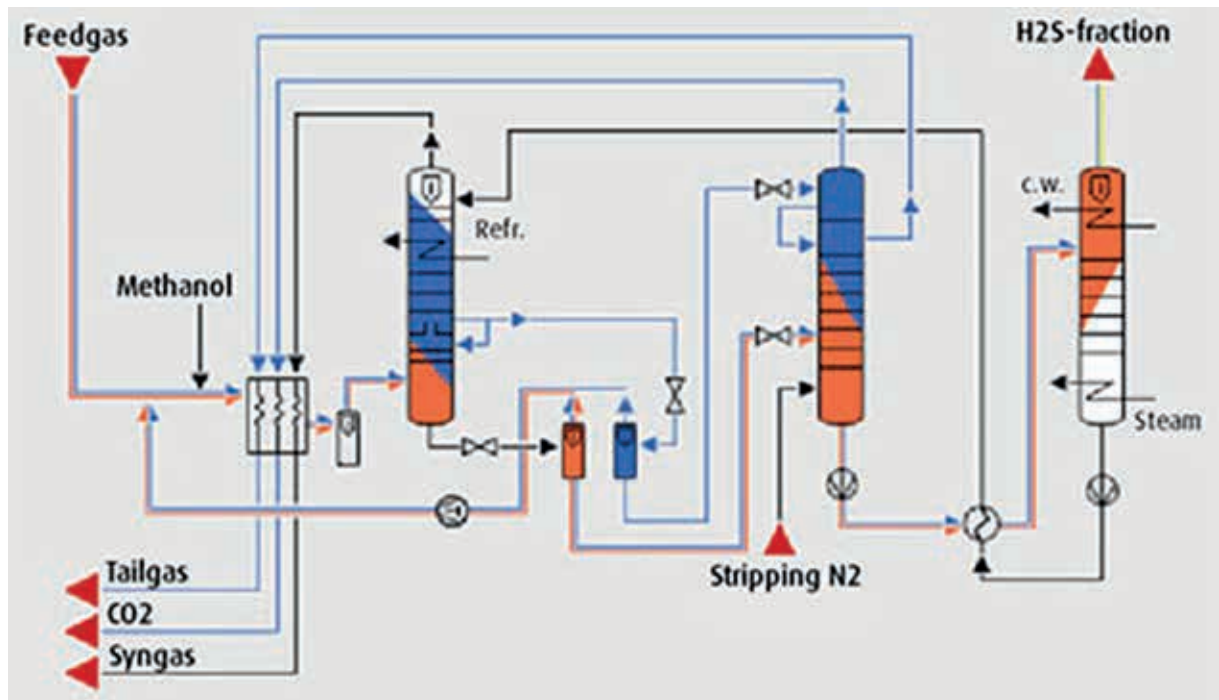 Feedgas
H2S-fraction
C.W.
Refr.
Methanol
Steam
Stripping N2
Tailgas
CO2
Syngas